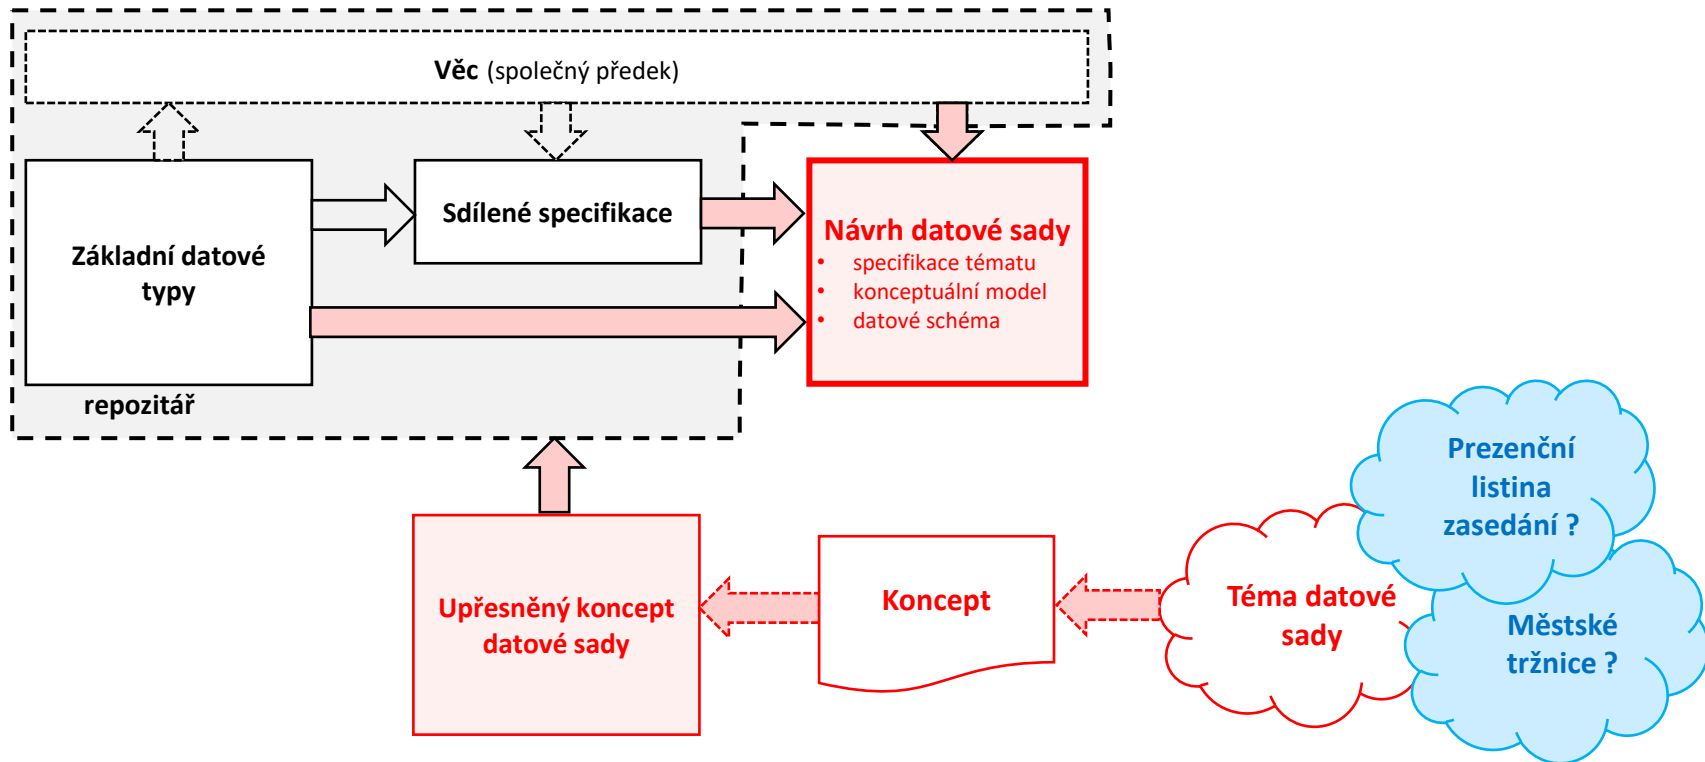 Věc (společný předek)
Základní datové
typy
Sdílené specifikace
Návrh datové sady
• specifikace tématu
• konceptuální model
• datové schéma
repozitář
Upřesněný koncept
datové sady
Koncept
Téma datové
sady
Prezenční
listina
zasedání ?
Městské
tržnice ?